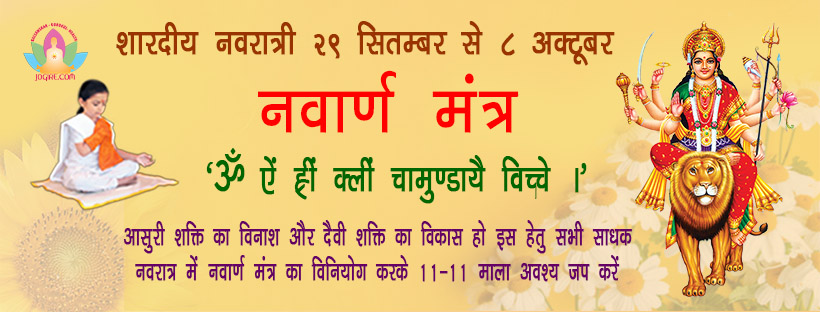 JOGRE.COM
शारदीय नवरात्री २९ सितम्बर से ८ अक्टूबर
नवार्ण मंत्र
‘ॐ ऐं ह्रीं क्लीं चामुण्डायै विच्चे ।’
आसुरी शक्ति का विनाश और दैवी शक्ति का विकास हो इस हेतु सभी साधक
नवरात्र में नवार्ण मंत्र का विनियोग करके 11-11 माला अवश्य जप करें